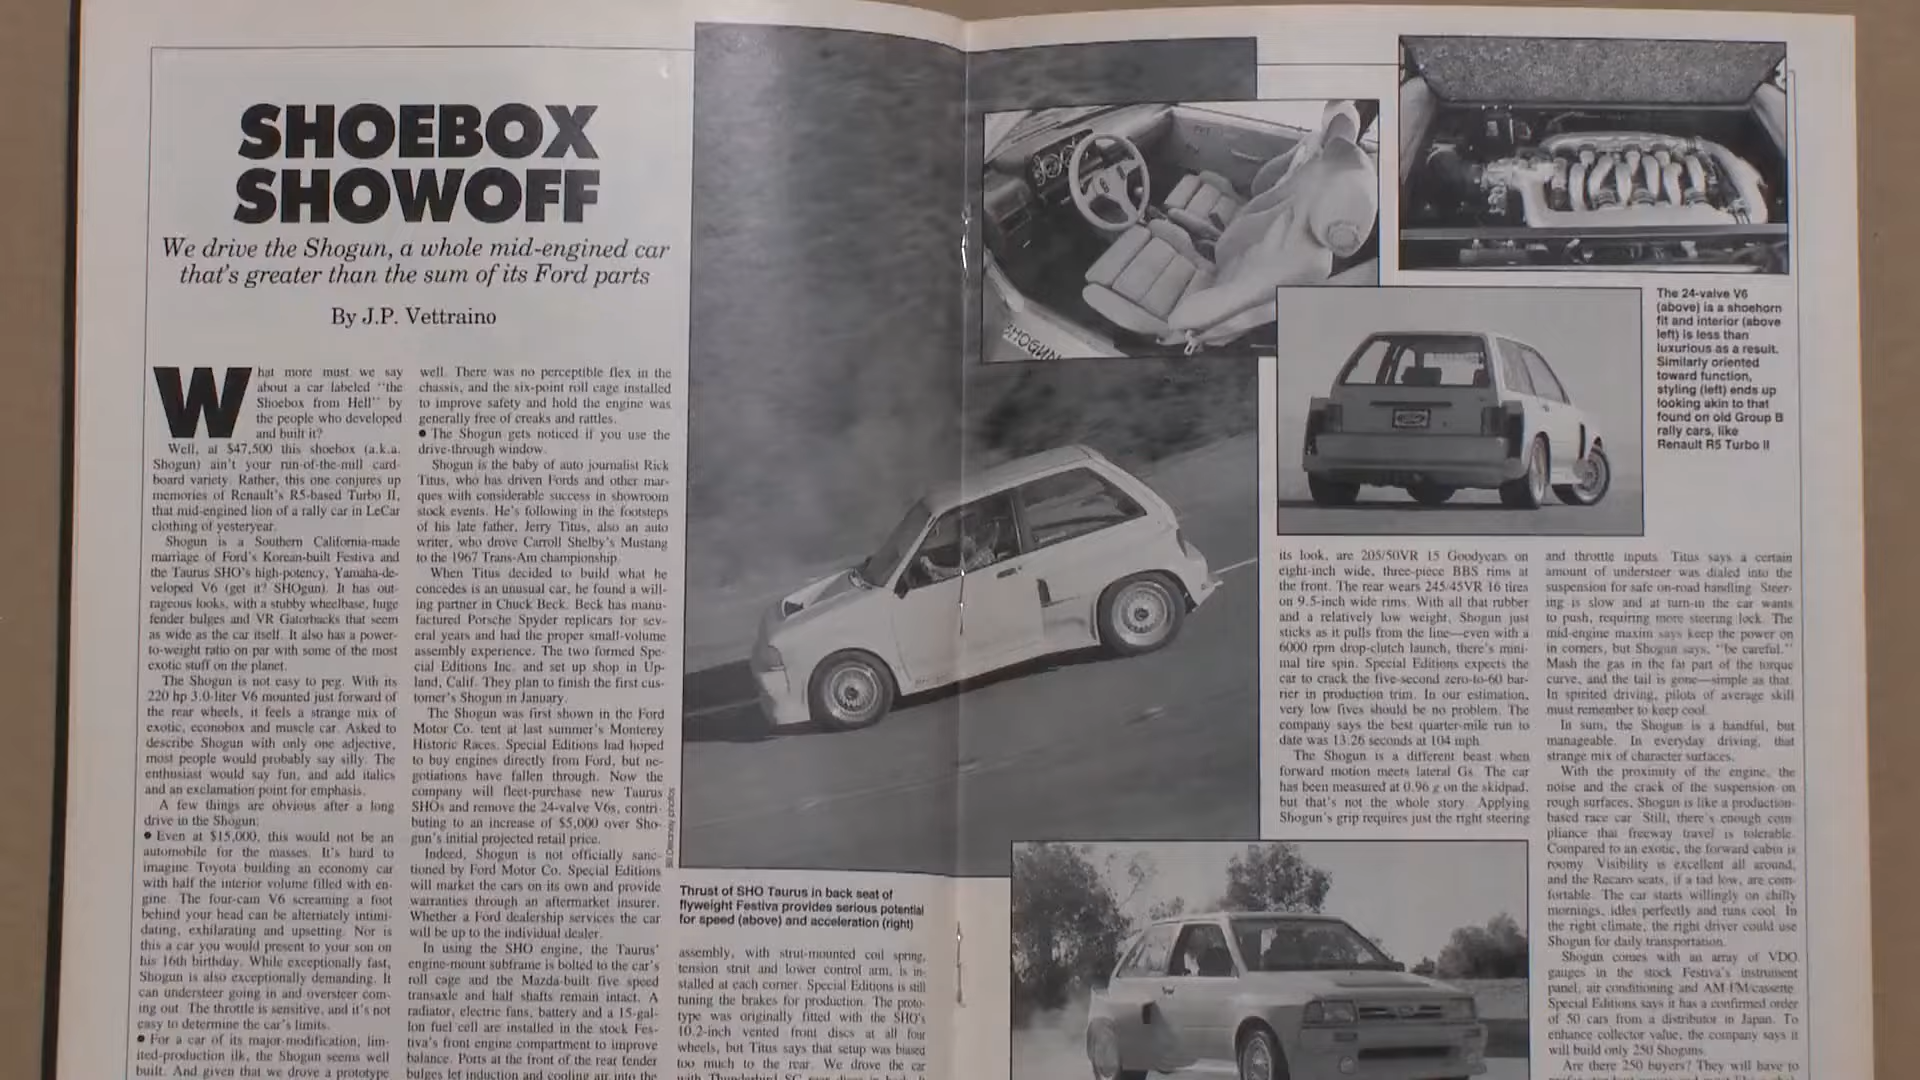 SHOEBOX
SHOWOFF
We drive the Shogun, a whole mid-engined car
that's greater than the sum of its Ford parts
By J.P. Vettraino
What more must we say
about a car labeled "the
Shoebox from Hell" by
the people who developed
and built it?
Well, at $47,500 this shoebox (a.k.a.
Shogun) ain't your run-of-the-mill card-
board variety. Rather, this one conjures up
memories of Renault's R5-based Turbo II,
that mid-engined lion of a rally car in LeCar
clothing of yesteryear.
Shogun is a Southern California-made
marriage of Ford's Korean-built Festiva and
the Taurus SHO's high-potency, Yamaha-de-
veloped V6 (get it? SHOgun). It has out-
rageous looks, with a stubby wheelbase, huge
fender bulges and VR Gatorbacks that seem
as wide as the car itself. It also has a power-
to-weight ratio on par with some of the most
exotic stuff on the planet.
The Shogun is not easy to peg. With its
220 hp 3.0-liter V6 mounted just forward of
the rear wheels, it feels a strange mix of
exotic, econobox and muscle car. Asked to
describe Shogun with only one adjective,
most people would probably say silly. The
enthusiast would say fun, and add italics
and an exclamation point for emphasis.
A few things are obvious after a long
drive in the Shogun:
● Even at $15,000, this would not be an
automobile for the masses. It's hard to
imagine Toyota building an economy car
with half the interior volume filled with en-
gine. The four-cam V6 screaming a foot
behind your head can be alternately intimi-
dating, exhilarating and upsetting. Nor is
this a car you would present to your son on
his 16th birthday. While exceptionally fast,
Shogun is also exceptionally demanding. It
can understeer going in and oversteer com-
ing out. The throttle is sensitive, and it's not
easy to determine the car's limits.
● For a car of its major-modification, lim-
ited-production ilk, the Shogun seems well
built. And given that we drove a prototype
well. There was no perceptible flex in the
chassis, and the six-point roll cage installed
to improve safety and hold the engine was
generally free of creaks and rattles.
● The Shogun gets noticed if you use the
drive-through window.
Shogun is the baby of auto journalist Rick
Titus, who has driven Fords and other mar-
ques with considerable success in showroom
stock events. He's following in the footsteps
of his late father, Jerry Titus, also an auto
writer, who drove Carroll Shelby's Mustang
to the 1967 Trans-Am championship.
When Titus decided to build what he
concedes is an unusual car, he found a will-
ing partner in Chuck Beck. Beck has manu-
factured Porsche Spyder replicars for sev-
eral years and had the proper small-volume
assembly experience. The two formed Spe-
cial Editions Inc. and set up shop in Up-
land, Calif. They plan to finish the first cus-
tomer's Shogun in January.
The Shogun was first shown in the Ford
Motor Co. tent at last summer's Monterey
Historic Races. Special Editions had hoped
to buy engines directly from Ford, but ne-
gotiations have fallen through. Now the
company will fleet-purchase new Taurus
SHOs and remove the 24-valve V6s, contri-
buting to an increase of $5,000 over Sho-
gun's initial projected retail price.
Indeed, Shogun is not officially sanc-
tioned by Ford Motor Co. Special Editions
will market the cars on its own and provide
warranties through an aftermarket insurer.
Whether a Ford dealership services the car
will be up to the individual dealer.
In using the SHO engine, the Taurus'
engine-mount subframe is bolted to the car's
roll cage and the Mazda-built five speed
transaxle and half shafts remain intact. A
radiator, electric fans, battery and a 15-gal-
lon fuel cell are installed in the stock Fes-
tiva's front engine compartment to improve
balance. Ports at the front of the rear fender
bulges let induction and cooling air into the
photos
Thrust of SHO Taurus in back seat of
flyweight Festiva provides serious potential
for speed (above) and acceleration (right)
assembly, with strut-mounted coil spring,
tension strut and lower control arm, is in-
stalled at each corner. Special Editions is still
tuning the brakes for production. The proto-
type was originally fitted with the SHO's
10.2-inch vented front discs at all four
wheels, but Titus says that setup was biased
too much to the rear. We drove the car
SHOGUN
The 24-valve V6
(above) is a shoehorn
fit and interior (above
left) is less than
luxurious as a result.
Similarly oriented
toward function,
styling (left) ends up
looking akin to that
found on old Group B
rally cars, like
Renault R5 Turbo II
its look, are 205/50VR 15 Goodyears on
eight-inch wide, three-piece BBS rims at
the front. The rear wears 245/45VR 16 tires
on 9.5-inch wide rims. With all that rubber
and a relatively low weight, Shogun just
sticks as it pulls from the line—even with a
6000 rpm drop-clutch launch, there's mini-
mal tire spin. Special Editions expects the
car to crack the five-second zero-to-60 bar-
rier in production trim. In our estimation,
very low fives should be no problem. The
company says the best quarter-mile run to
date was 13.26 seconds at 104 mph.
The Shogun is a different beast when
forward motion meets lateral Gs. The car
has been measured at 0.96 g on the skidpad,
but that's not the whole story. Applying
Shogun's grip requires just the right steering
and throttle inputs. Titus says a certain
amount of understeer was dialed into the
suspension for safe on-road handling. Steer-
ing is slow and at turn-in the car wants
to push, requiring more steering lock. The
mid-engine maxim says keep the power on
in corners, but Shogun says, "be careful."
Mash the gas in the fat part of the torque
curve, and the tail is gone—simple as that.
In spirited driving, pilots of average skill
must remember to keep cool.
In sum, the Shogun is a handful, but
manageable. In everyday driving, that
strange mix of character surfaces.
With the proximity of the engine, the
noise and the crack of the suspension on
rough surfaces, Shogun is like a production-
based race car. Still, there's enough com-
pliance that freeway travel is tolerable.
Compared to an exotic, the forward cabin is
roomy. Visibility is excellent all around,
and the Recaro seats, if a tad low, are com-
fortable. The car starts willingly on chilly
mornings, idles perfectly and runs cool. In
the right climate, the right driver could use
Shogun for daily transportation.
Shogun comes with an array of VDO
gauges in the stock Festiva's instrument
panel, air conditioning and AM-FM/cassette.
Special Editions says it has a confirmed order
of 50 cars from a distributor in Japan. To
enhance collector value, the company says it
will build only 250 Shoguns.
Are there 250 buyers? They will have to